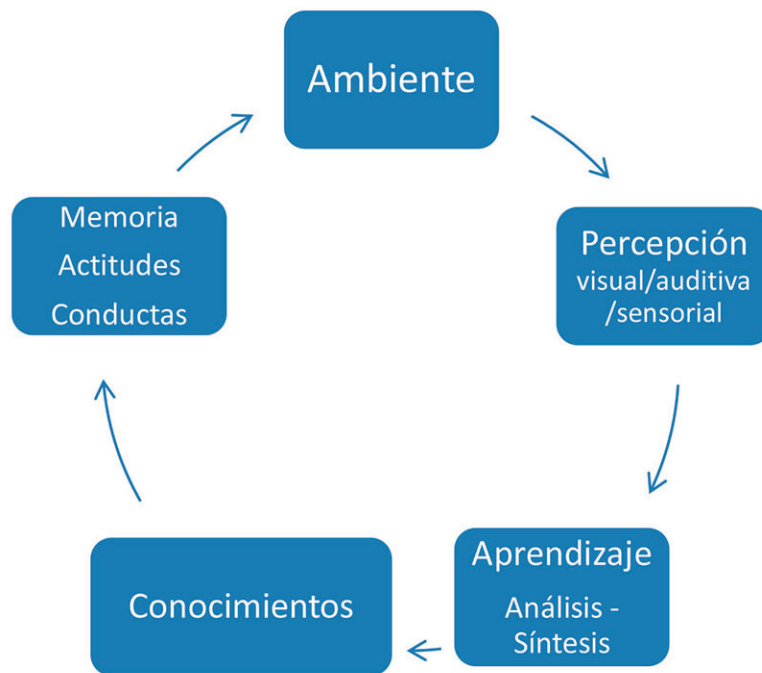 Ambiente
Percepción
visual/auditiva
/sensorial
Aprendizaje
Análisis -
Síntesis
Conocimientos
Memoria
Actitudes
Conductas